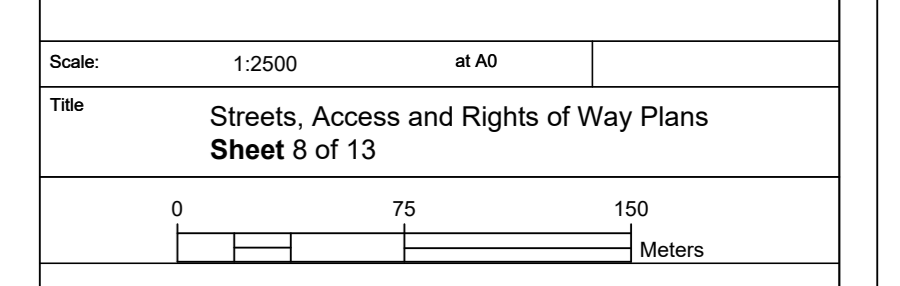 Scale: 1:2500 at A0
Title
Streets, Access and Rights of Way Plans
Sheet 8 of 13
0 75 150
Meters